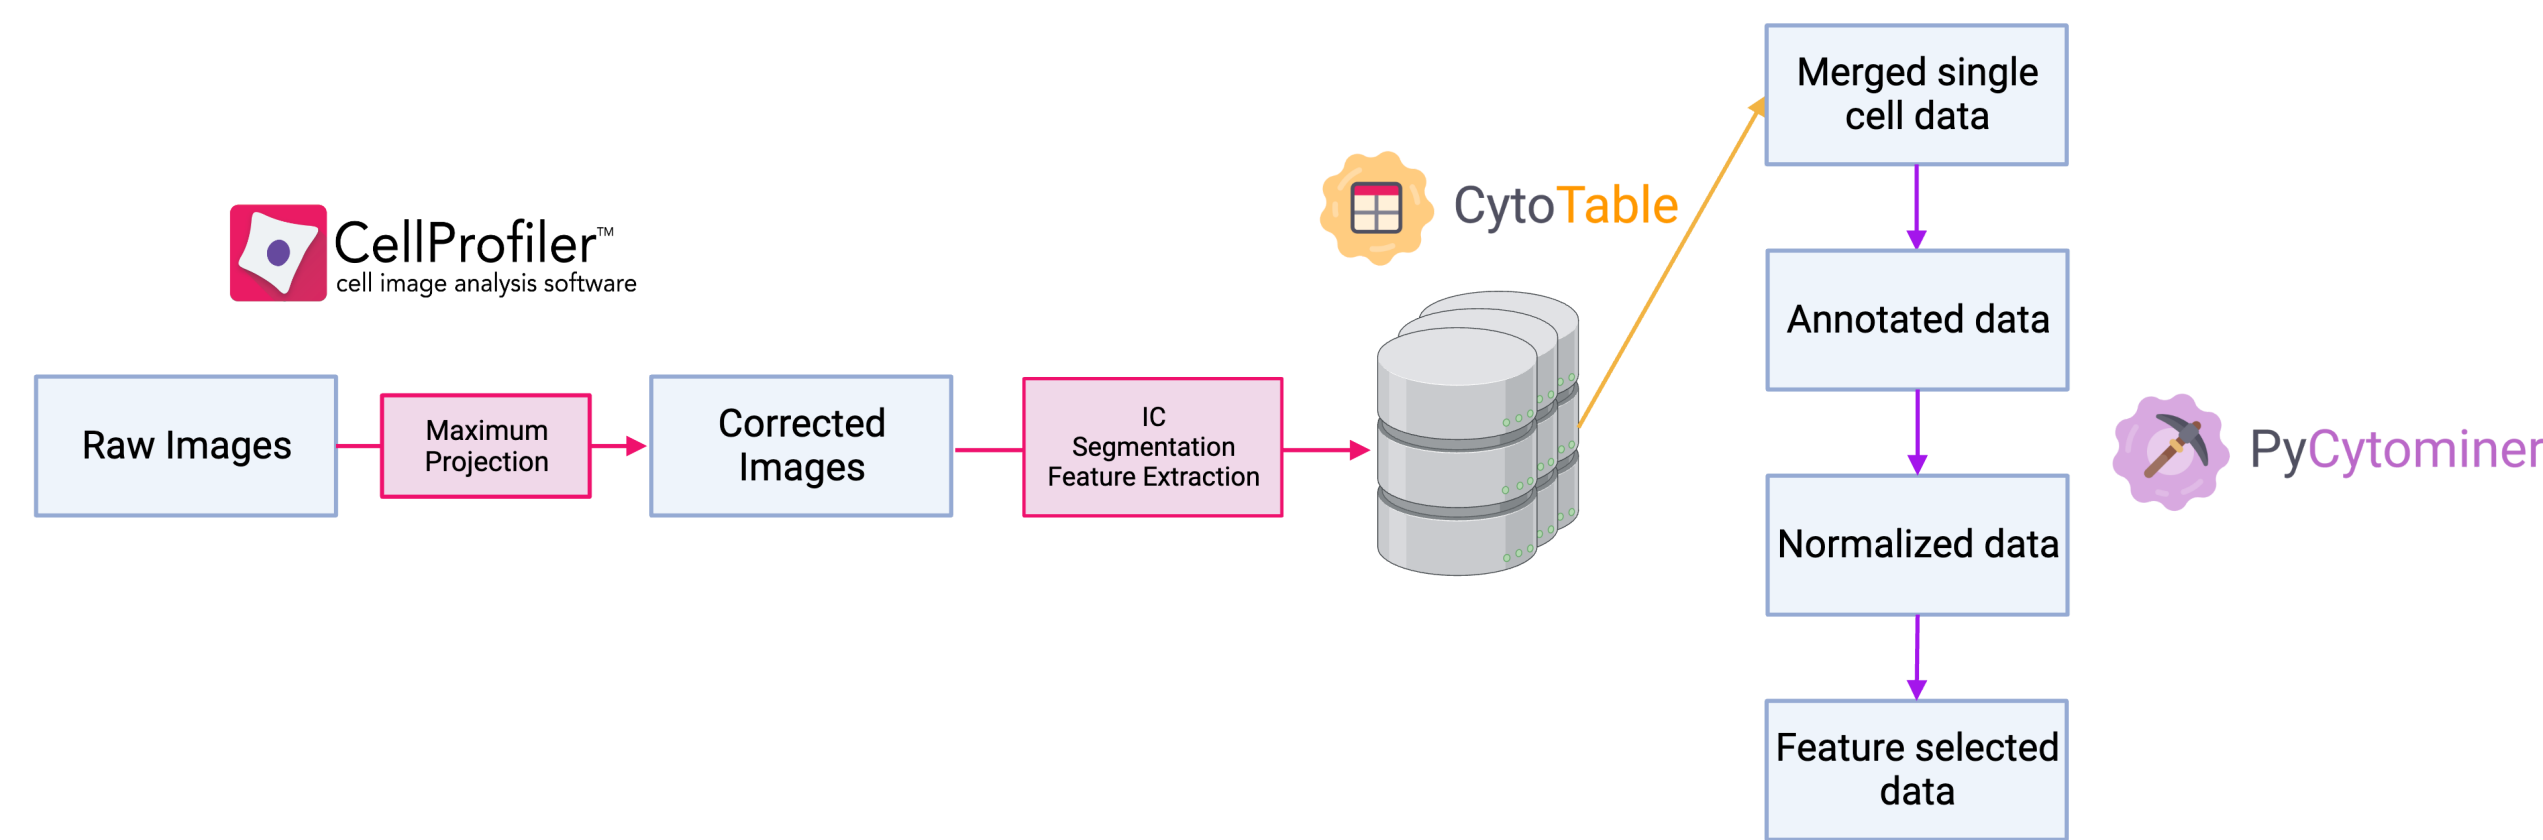 CellProfiler™
cell image analysis software
Raw Images
Maximum
Projection
Corrected
Images
IC
Segmentation
Feature Extraction
CytoTable
Merged single
cell data
Annotated data
Normalized data
Feature selected
data
PyCytominer